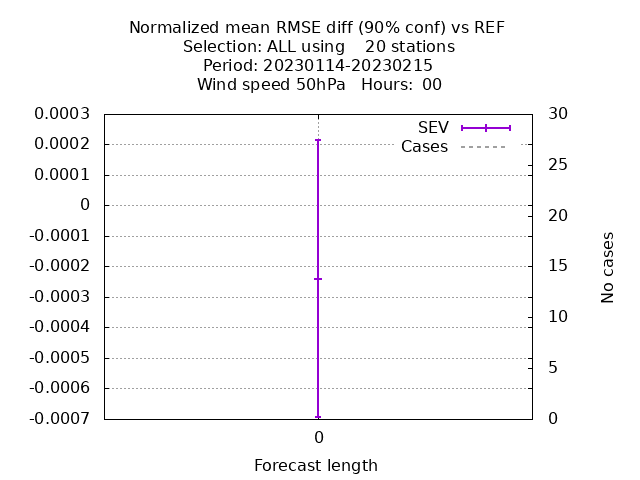 Normalized mean RMSE diff (90% conf) vs REF
Selection: ALL using    20 stations
Period: 20230114-20230215
Wind speed 50hPa   Hours:  00
SEV
Cases
0.0003
0.0002
0.0001
0
-0.0001
-0.0002
-0.0003
-0.0004
-0.0005
-0.0006
-0.0007
30
25
20
15
10
5
0
No cases
0
Forecast length